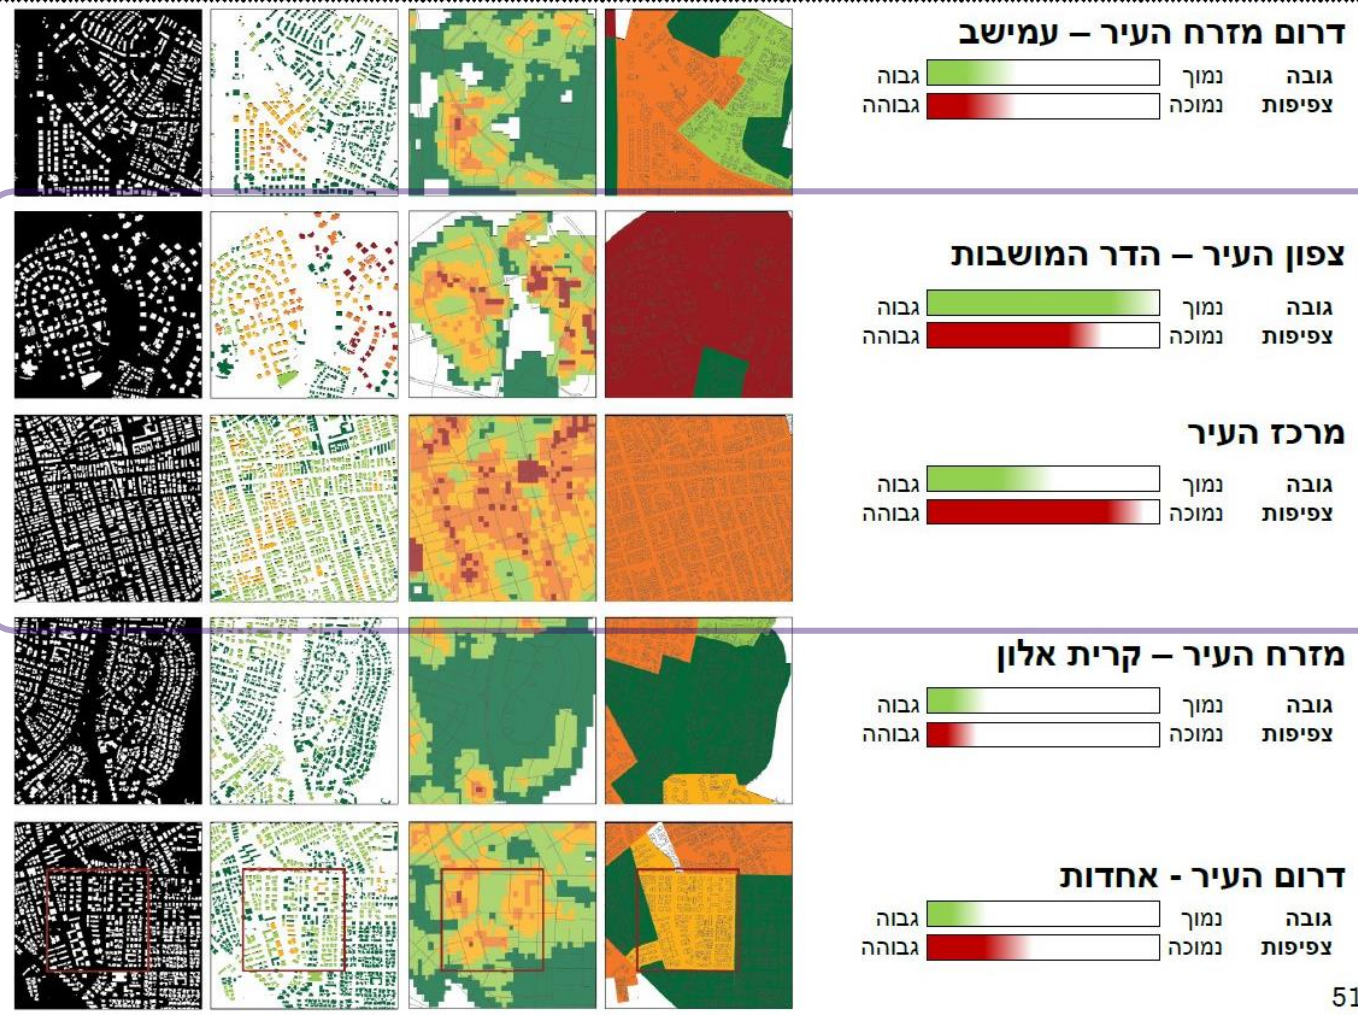 דרום מזרח העיר – עמישב
גובה נמוך גבוה
צפיפות נמוכה גבוהה
צפון העיר – הדר המושבות
גובה נמוך גבוה
צפיפות נמוכה גבוהה
מרכז העיר
גובה נמוך גבוה
צפיפות נמוכה גבוהה
מזרח העיר – קרית אלון
גובה נמוך גבוה
צפיפות נמוכה גבוהה
דרום העיר - אחדות
גובה נמוך גבוה
צפיפות נמוכה גבוהה
51